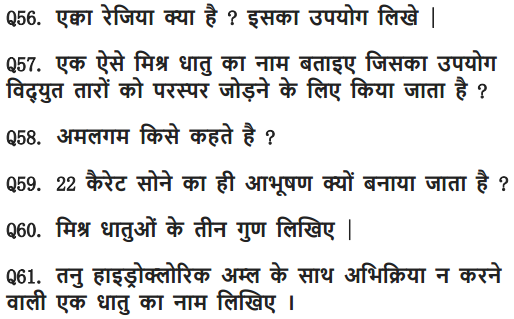 Q56. एक्वा रेजिया क्या है ? इसका उपयोग लिखे |
Q57. एक ऐसे मिश्र धातु का नाम बताइए जिसका उपयोग
विद्युत तारों को परस्पर जोड़ने के लिए किया जाता है ?
Q58. अमलगम किसे कहते है ?
Q59. 22 कैरेट सोने का ही आभूषण क्यों बनाया जाता है ?
Q60. मिश्र धातुओं के तीन गुण लिखिए |
Q61. तनु हाइड्रोक्लोरिक अम्ल के साथ अभिक्रिया न करने
वाली एक धातु का नाम लिखिए ।